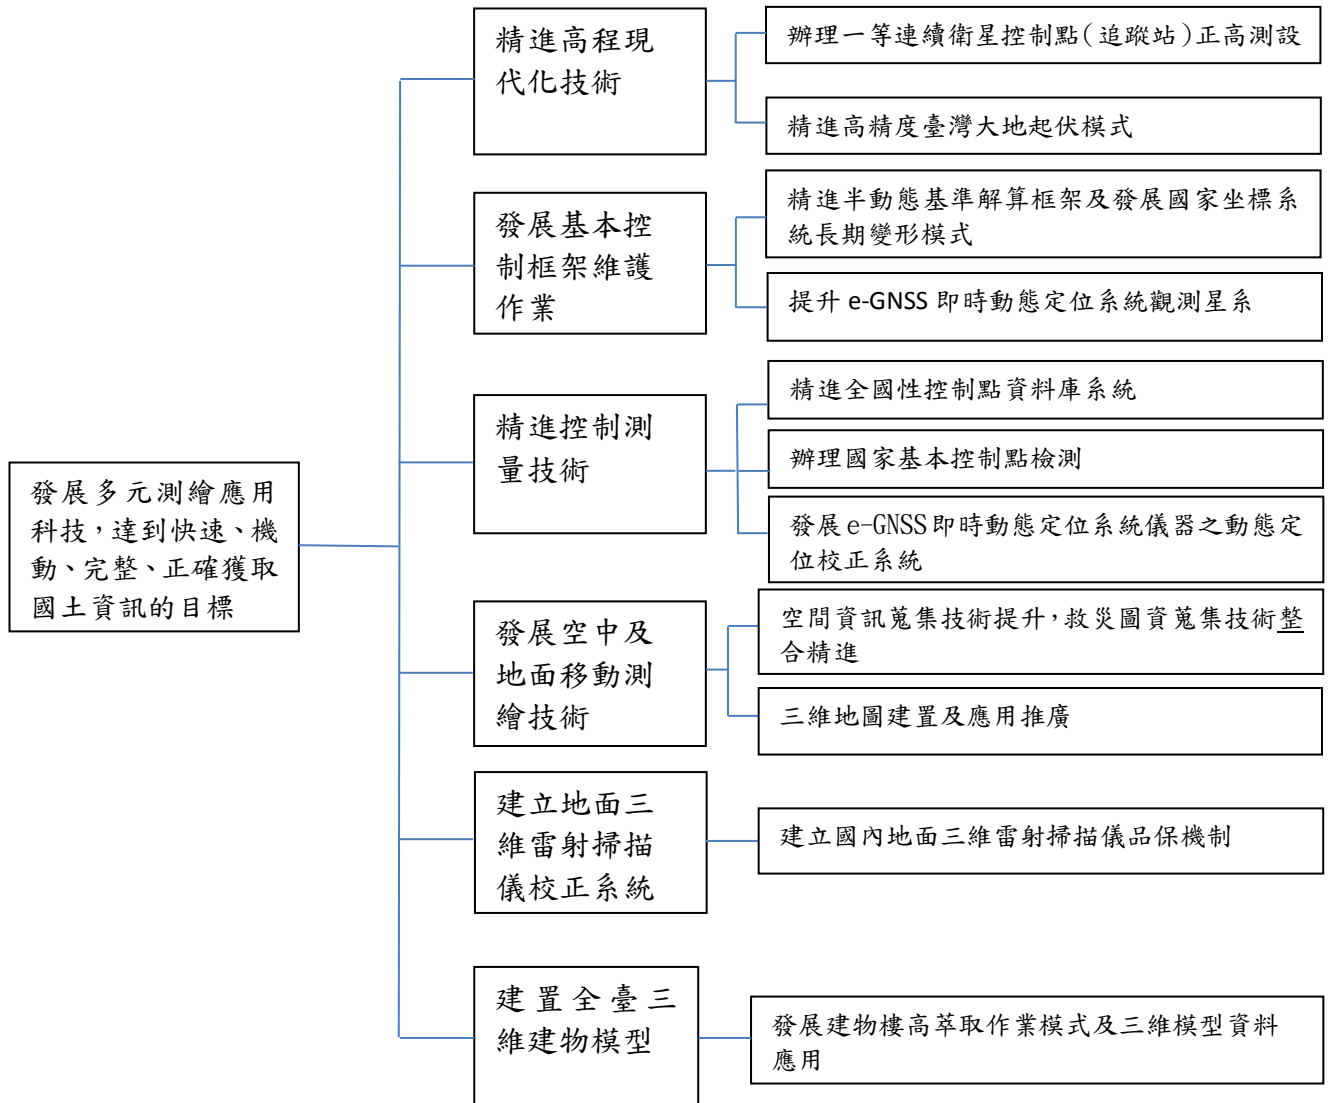 發展多元測繪應用
科技，達到快速、機
動、完整、正確獲取
國土資訊的目標
精進高程現
代化技術
辦理一等連續衛星控制點(追蹤站)正高測設
精進高精度臺灣大地起伏模式
發展基本控
制框架維護
作業
精進半動態基準解算框架及發展國家坐標系
統長期變形模式
提升 e-GNSS 即時動態定位系統觀測星系
精進控制測
量技術
精進全國性控制點資料庫系統
辦理國家基本控制點檢測
發展 e-GNSS 即時動態定位系統儀器之動態定
位校正系統
發展空中及
地面移動測
繪技術
空間資訊蒐集技術提升，救災圖資蒐集技術整
合精進
三維地圖建置及應用推廣
建立地面三
維雷射掃描
儀校正系統
建立國內地面三維雷射掃描儀品保機制
建置全臺三
維建物模型
發展建物樓高萃取作業模式及三維模型資料
應用